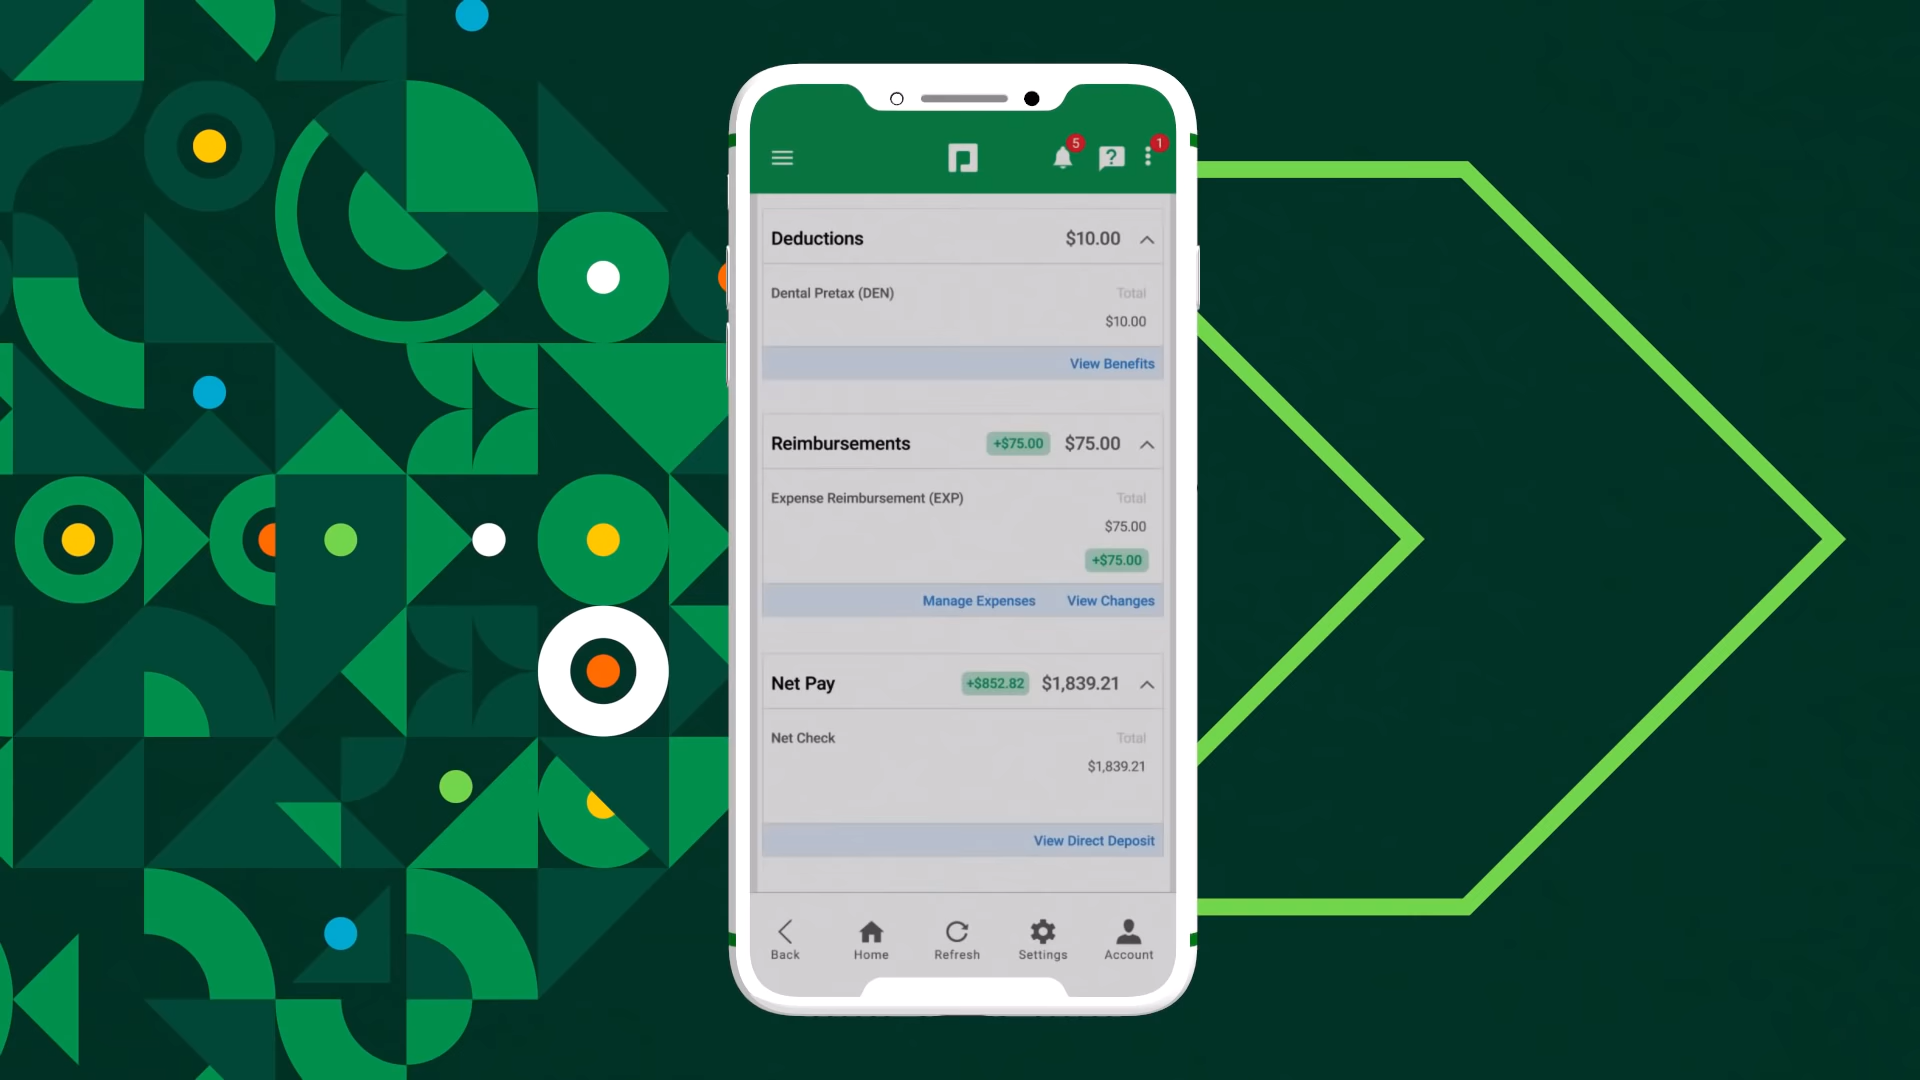 5
?
1
Deductions $10.00
Dental Pretax (DEN) Total
$10.00
View Benefits
Reimbursements +$75.00 $75.00
Expense Reimbursement (EXP) Total
$75.00
+$75.00
Manage Expenses View Changes
Net Pay +$852.82 $1,839.21
Net Check Total
$1,839.21
View Direct Deposit
Back Home Refresh Settings Account